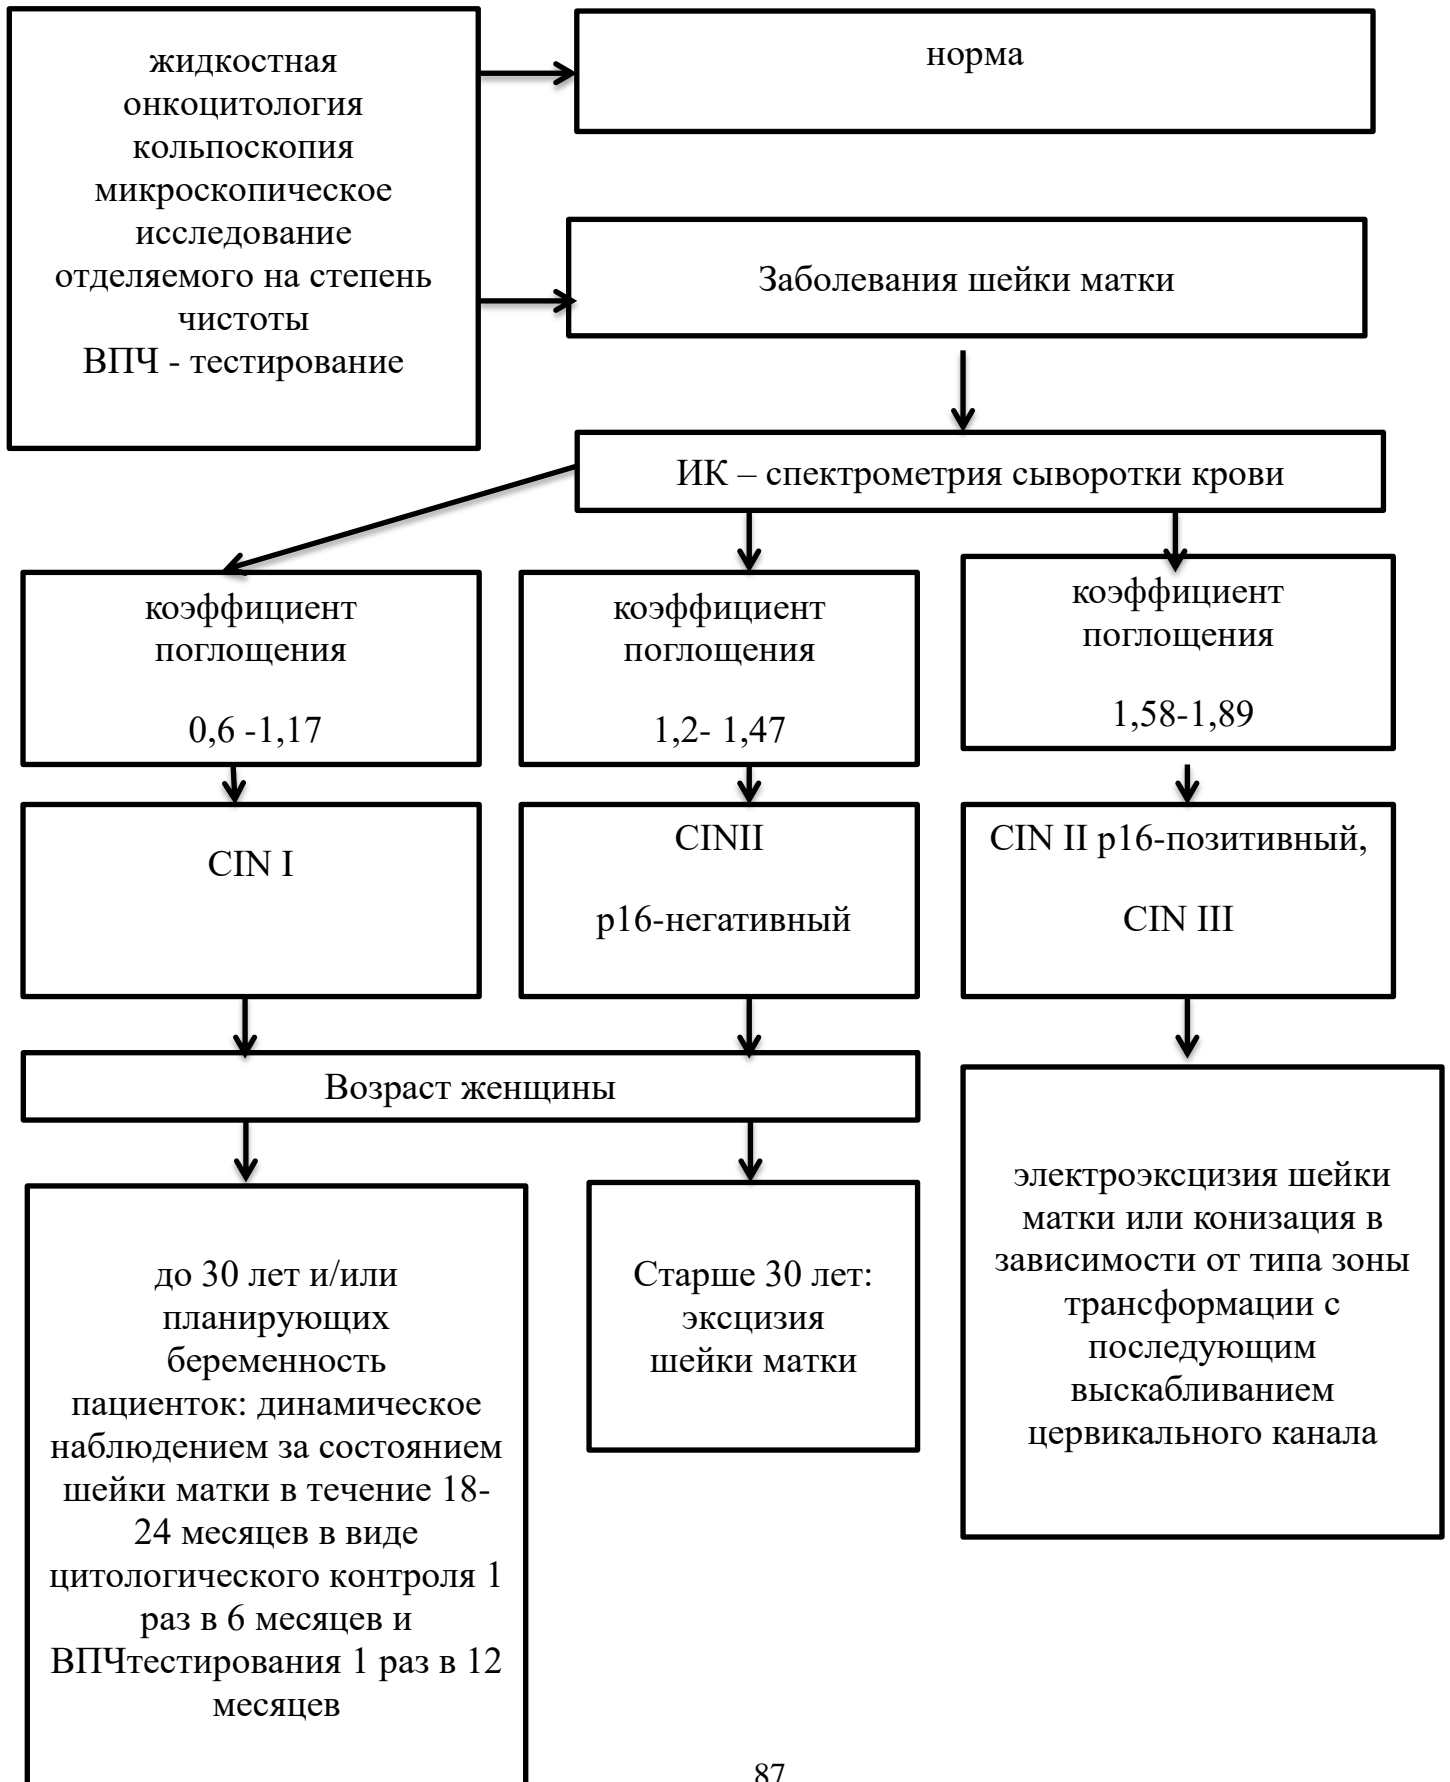 жидкостная
онкоцитология
кольпоскопия
микроскопическое
исследование
отделяемого на степень
чистоты
ВПЧ - тестирование
норма
Заболевания шейки матки
ИК – спектрометрия сыворотки крови
коэффициент
поглощения
0,6 -1,17
коэффициент
поглощения
1,2- 1,47
коэффициент
поглощения
1,58-1,89
CIN I
CINII
р16-негативный
CIN II р16-позитивный,
CIN III
Возраст женщины
до 30 лет и/или
планирующих
беременность
пациенток: динамическое
наблюдением за состоянием
шейки матки в течение 18-
24 месяцев в виде
цитологического контроля 1
раз в 6 месяцев и
ВПЧтестирования 1 раз в 12
месяцев
Старше 30 лет:
эксцизия
шейки матки
электроэксцизия шейки
матки или конизация в
зависимости от типа зоны
трансформации с
последующим
выскабливанием
цервикального канала
87